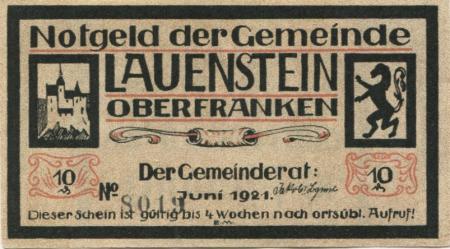 Notgeld der Gemeinde
LAUENSTEIN
OBERFRANKEN
10 10
Der Gemeinderat:
No 8019
Juni 1921.
Dieser Schein ist gültig bis 4 Wochen nach ortsübl. Aufruf!